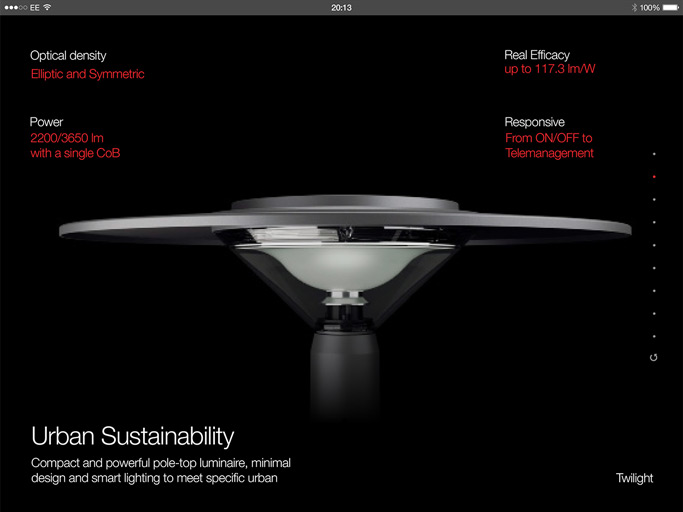 EE 20:13 100%
Optical density
Elliptic and Symmetric
Real Efficacy
up to 117.3 lm/W
Power
2200/3650 lm
with a single CoB
Responsive
From ON/OFF to
Telemanagement
Urban Sustainability
Compact and powerful pole-top luminaire, minimal
design and smart lighting to meet specific urban
Twilight